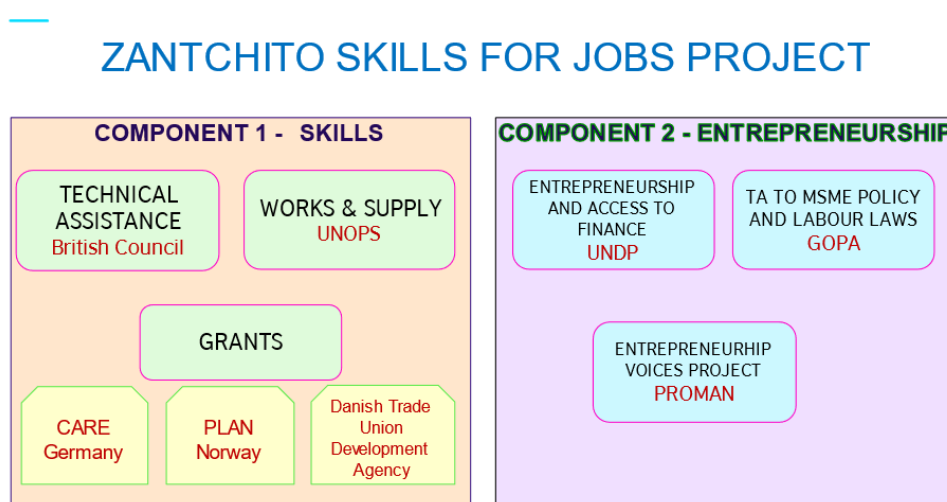 ZANTCHITO SKILLS FOR JOBS PROJECT
COMPONENT 1 - SKILLS
TECHNICAL
ASSISTANCE
British Council
WORKS & SUPPLY
UNOPS
GRANTS
CARE
Germany
PLAN
Norway
Danish Trade
Union
Development
Agency
COMPONENT 2 - ENTREPRENEURSHIP
ENTREPRENEURSHIP
AND ACCESS TO
FINANCE
UNDP
TA TO MSME POLICY
AND LABOUR LAWS
GOPA
ENTREPRENEURHIP
VOICES PROJECT
PROMAN